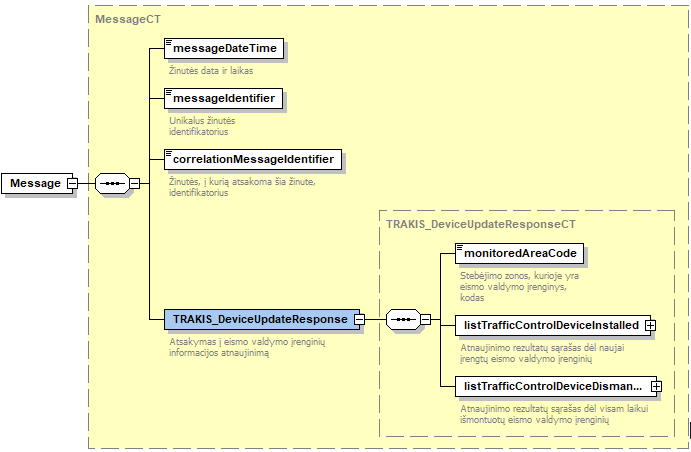 MessageCT
messageDateTime
Žinutės data ir laikas
messageIdentifier
Unikalus žinutės
identifikatorius
correlationMessageIdentifier
Žinutės, į kurią atsakoma šia žinute,
identifikatorius
Message
TRAKIS_DeviceUpdateResponseCT
monitoredAreaCode
Stebėjimo zonos, kurioje yra
eismo valdymo įrenginys,
kodas
TRAKIS_DeviceUpdateResponse
Atsakymas į eismo valdymo įrenginių
informacijos atnaujinimą
listTrafficControlDeviceInstalled
Atnaujinimo rezultatų sąrašas dėl naujai
įrengtų eismo valdymo įrenginių
listTrafficControlDeviceDisman...
Atnaujinimo rezultatų sąrašas dėl visam laikui
išmontuotų eismo valdymo įrenginių